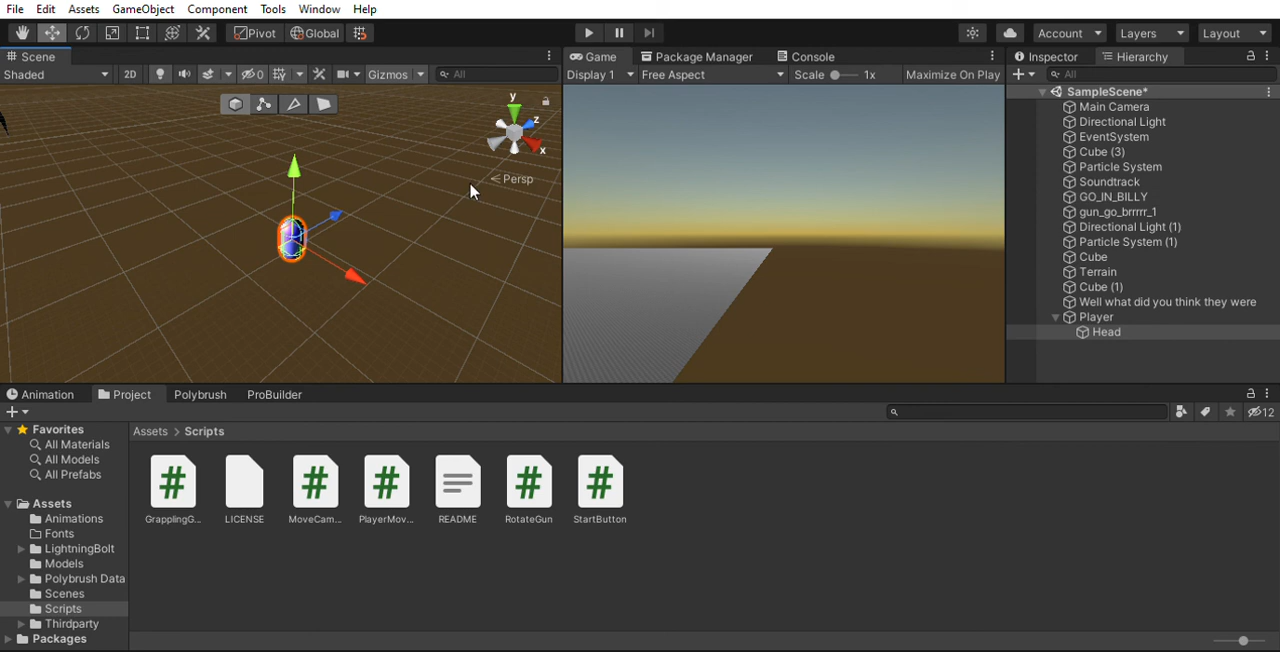 File Edit Assets GameObject Component Tools Window Help
Pivot Global Account Layers Layout
Scene Game Package Manager Console Inspector Hierarchy
Shaded 2D 0 Gizmos All Display 1 Free Aspect Scale 1x Maximize On Play All
SampleScene*
Main Camera
Directional Light
EventSystem
Cube (3)
Particle System
Soundtrack
GO_IN_BILLY
gun_go_brrrrr_1
Directional Light (1)
Particle System (1)
Cube
Terrain
Cube (1)
Well what did you think they were
Player
Head
y
z
x
Persp
Animation Project Polybrush ProBuilder
12
Favorites
All Materials
All Models
All Prefabs
Assets
Animations
Fonts
LightningBolt
Models
Polybrush Data
Scenes
Scripts
Thirdparty
Packages
Assets > Scripts
GrapplingG... LICENSE MoveCam... PlayerMov... README RotateGun StartButton